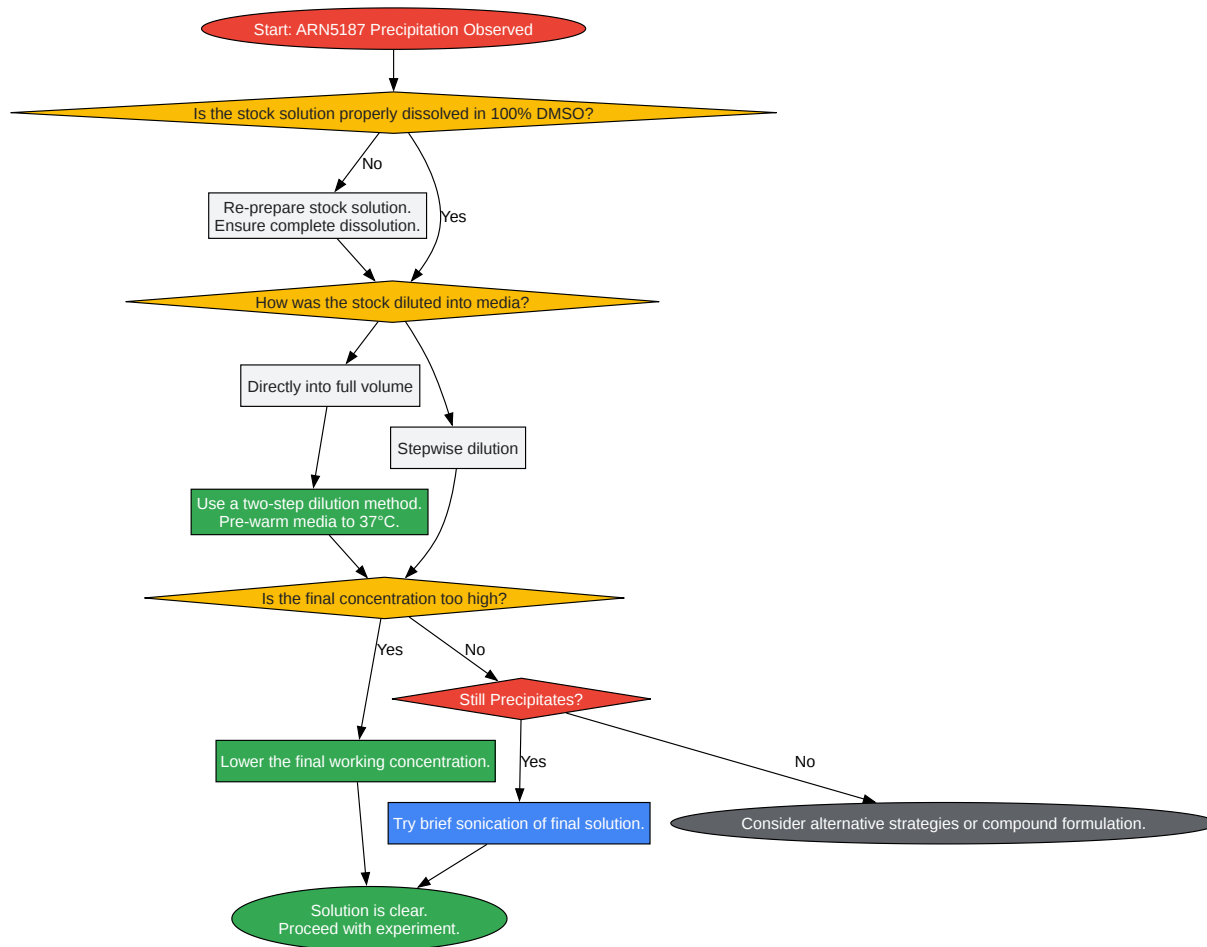 Start: ARN5187 Precipitation Observed
Is the stock solution properly dissolved in 100% DMSO?
No
Re-prepare stock solution.
Ensure complete dissolution.
Yes
How was the stock diluted into media?
Directly into full volume
Stepwise dilution
Use a two-step dilution method.
Pre-warm media to 37°C.
Is the final concentration too high?
Yes
No
Still Precipitates?
Lower the final working concentration.
Yes
No
Try brief sonication of final solution.
Consider alternative strategies or compound formulation.
Solution is clear.
Proceed with experiment.